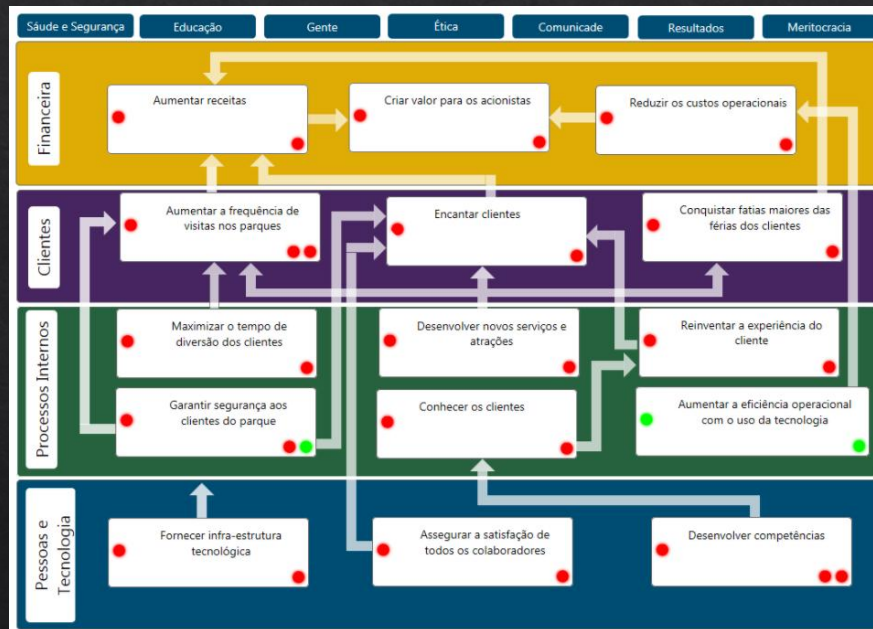 Sáude e Segurança
Educação
Gente
Ética
Comunicade
Resultados
Meritocracia
Financeira
Aumentar receitas
Criar valor para os acionistas
Reduzir os custos operacionais
Clientes
Aumentar a frequência de
visitas nos parques
Encantar clientes
Conquistar fatias maiores das
férias dos clientes
Processos Internos
Maximizar o tempo de
diversão dos clientes
Desenvolver novos serviços e
atrações
Reinventar a experiência do
cliente
Garantir segurança aos
clientes do parque
Conhecer os clientes
Aumentar a eficiência operacional
com o uso da tecnologia
Pessoas e
Tecnologia
Fornecer infra-estrutura
tecnológica
Assegurar a satisfação de
todos os colaboradores
Desenvolver competências